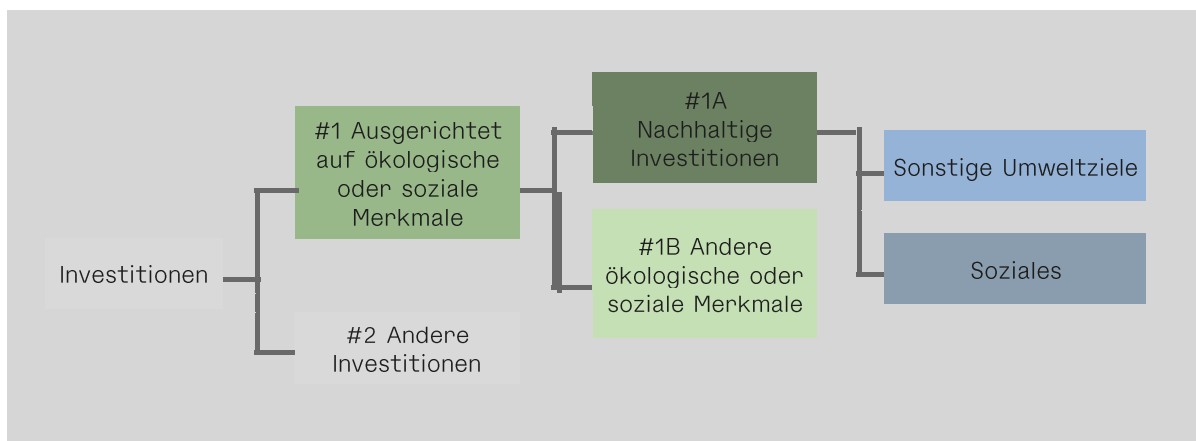 Investitionen
#1 Ausgerichtet
auf ökologische
oder soziale
Merkmale
#2 Andere
Investitionen
#1A
Nachhaltige
Investitionen
#1B Andere
ökologische oder
soziale Merkmale
Sonstige Umweltziele
Soziales